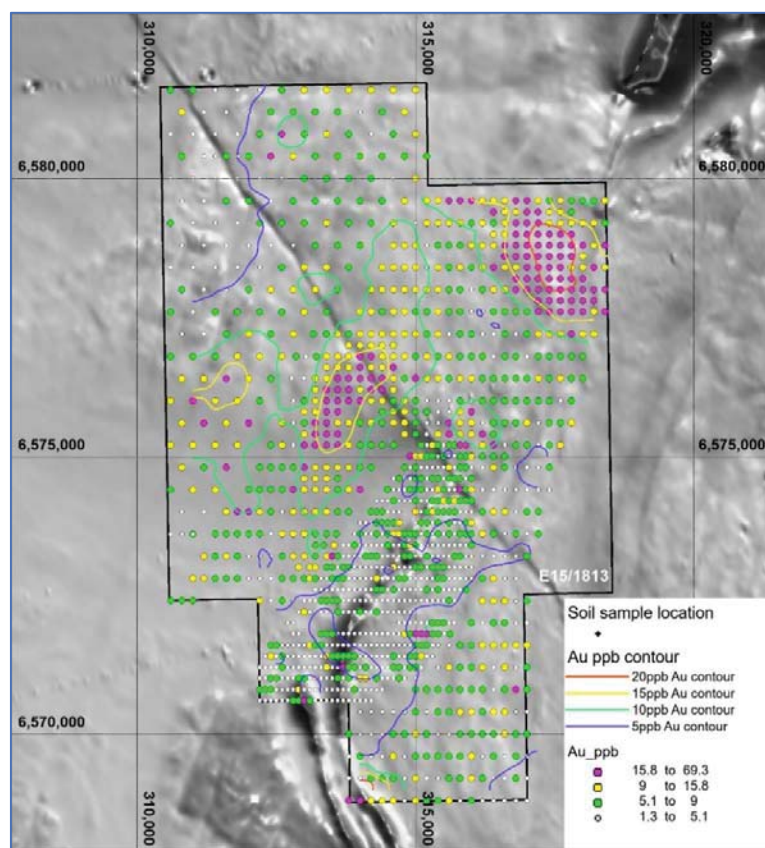 310,000
315,000
320,000
6,580,000
6,580,000
6,575,000
6,575,000
E15/1813
6,570,000
310,000
315,000
Soil sample location
Au ppb contour
20ppb Au contour
15ppb Au contour
10ppb Au contour
5ppb Au contour
Au_ppb
15.8 to 69.3
9 to 15.8
5.1 to 9
1.3 to 5.1